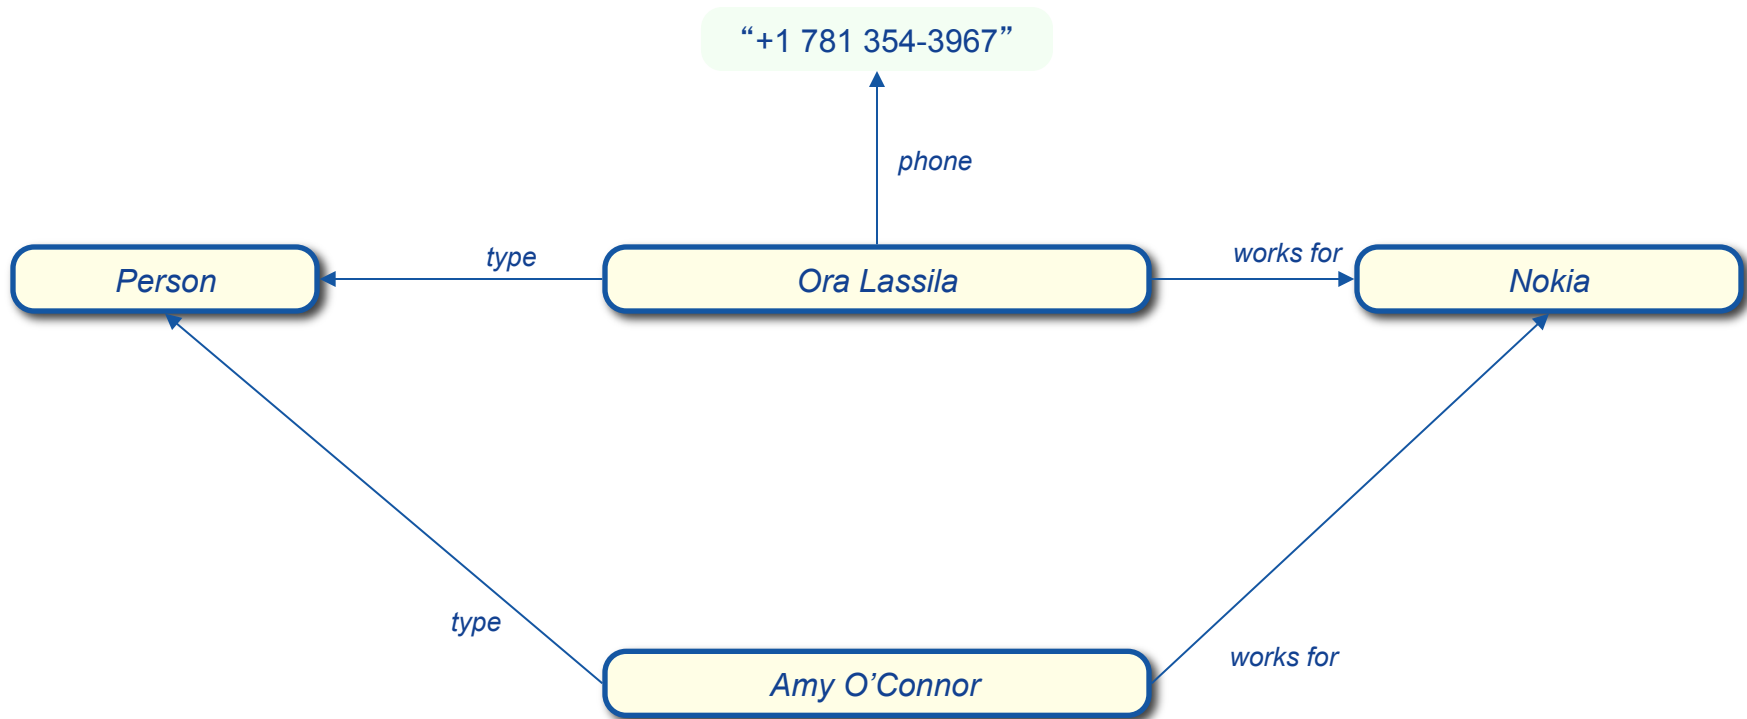 “+1 781 354-3967”
phone
type
works for
Person
Ora Lassila
Nokia
type
works for
Amy O’Connor